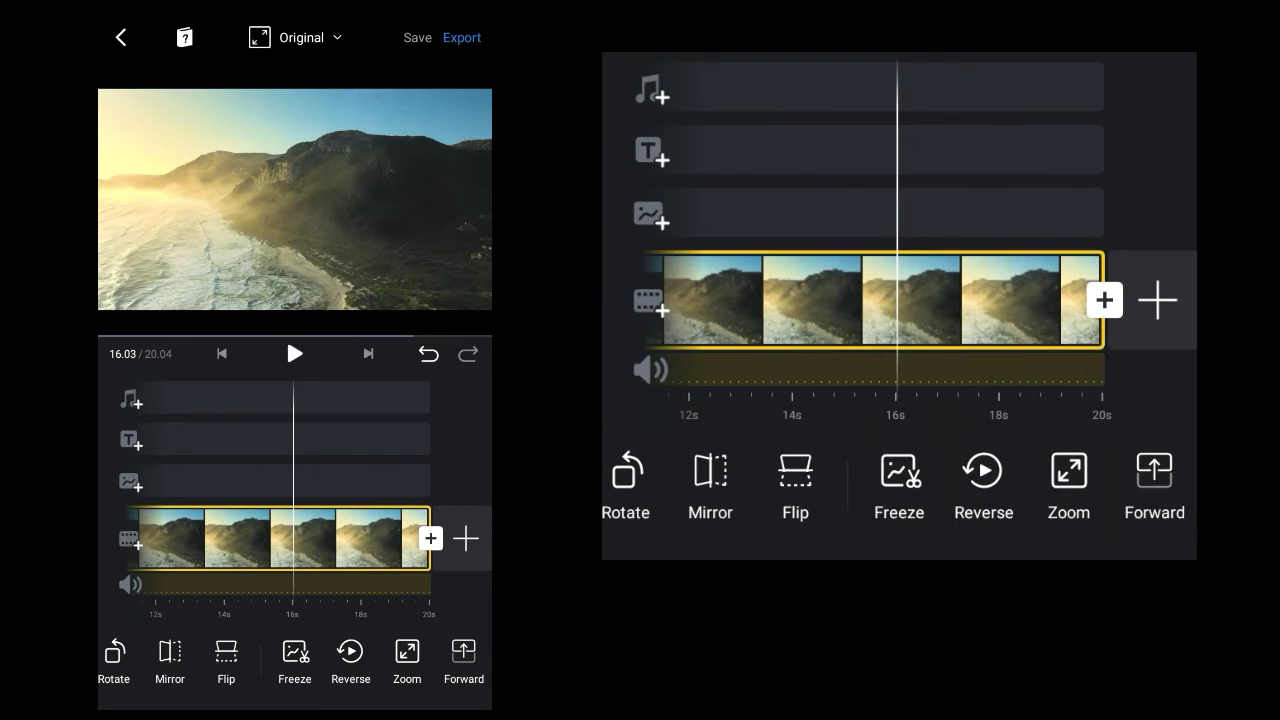 Original
Save Export
16.03 / 20.04
T
12s 14s 16s 18s 20s
Rotate Mirror Flip Freeze Reverse Zoom Forward
T
12s 14s 16s 18s 20s
Rotate Mirror Flip Freeze Reverse Zoom Forward